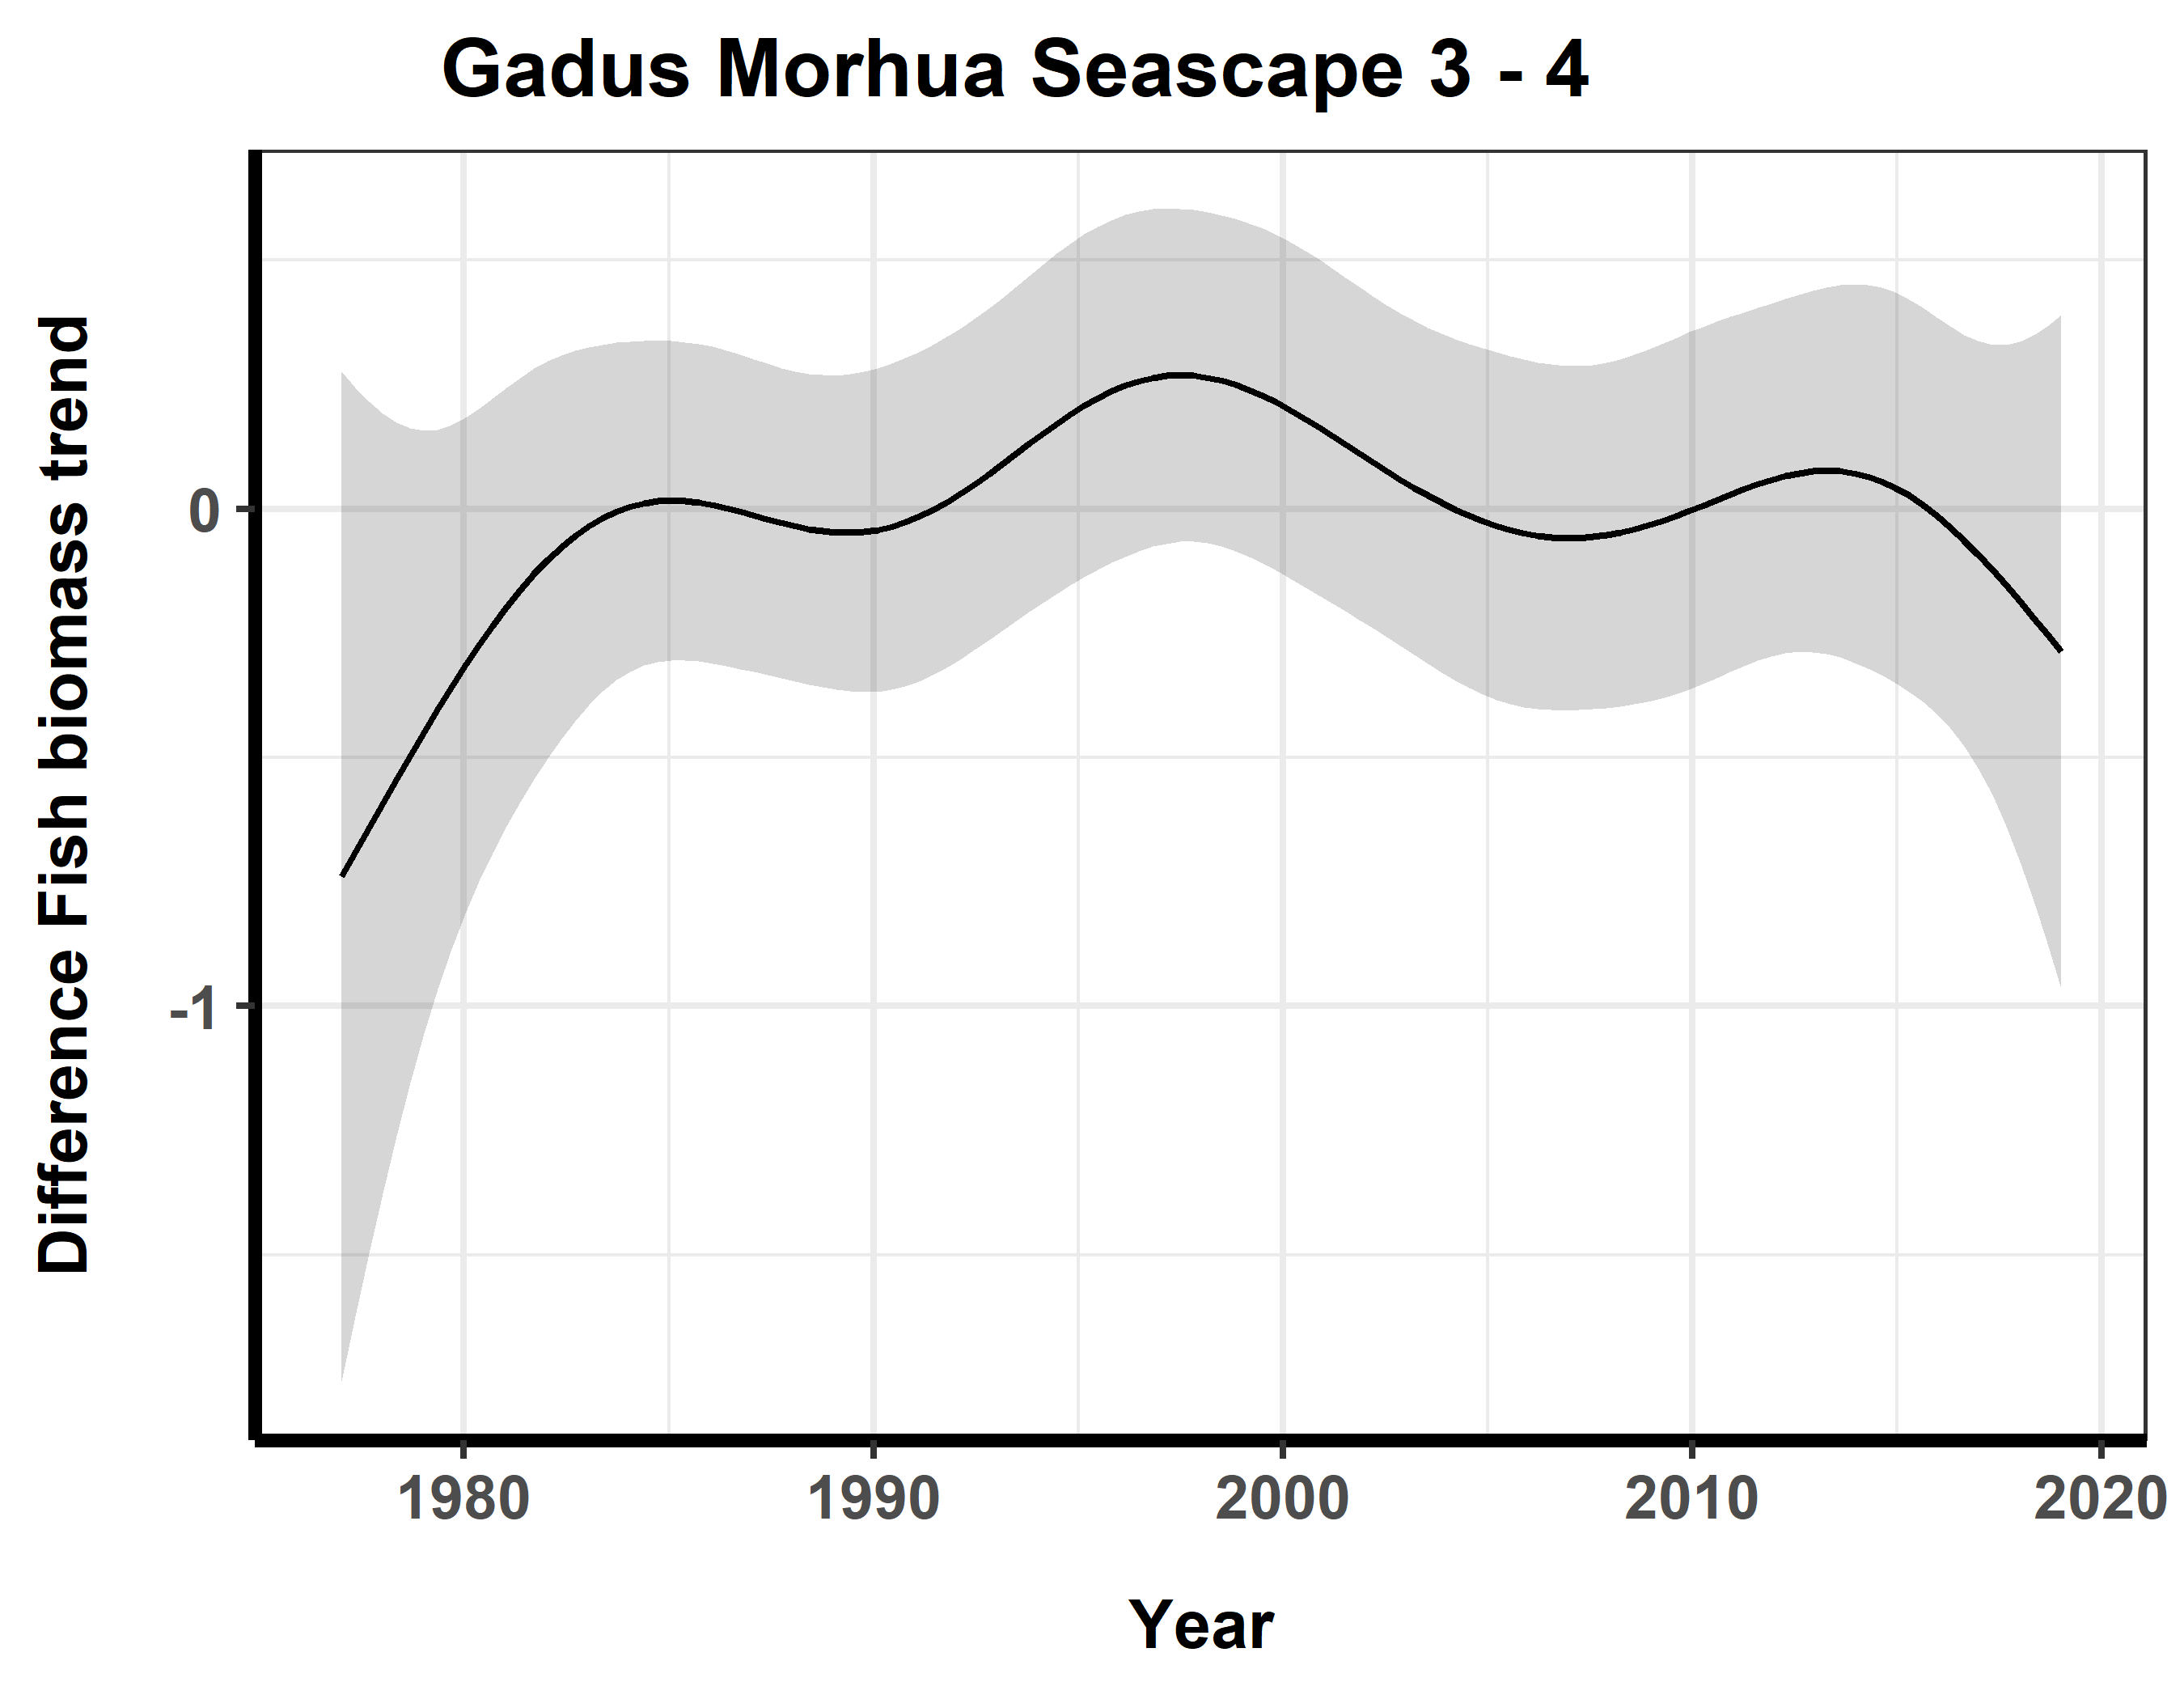 Gadus Morhua Seascape 3 - 4
Difference Fish biomass trend
0
-1
1980 1990 2000 2010 2020
Year